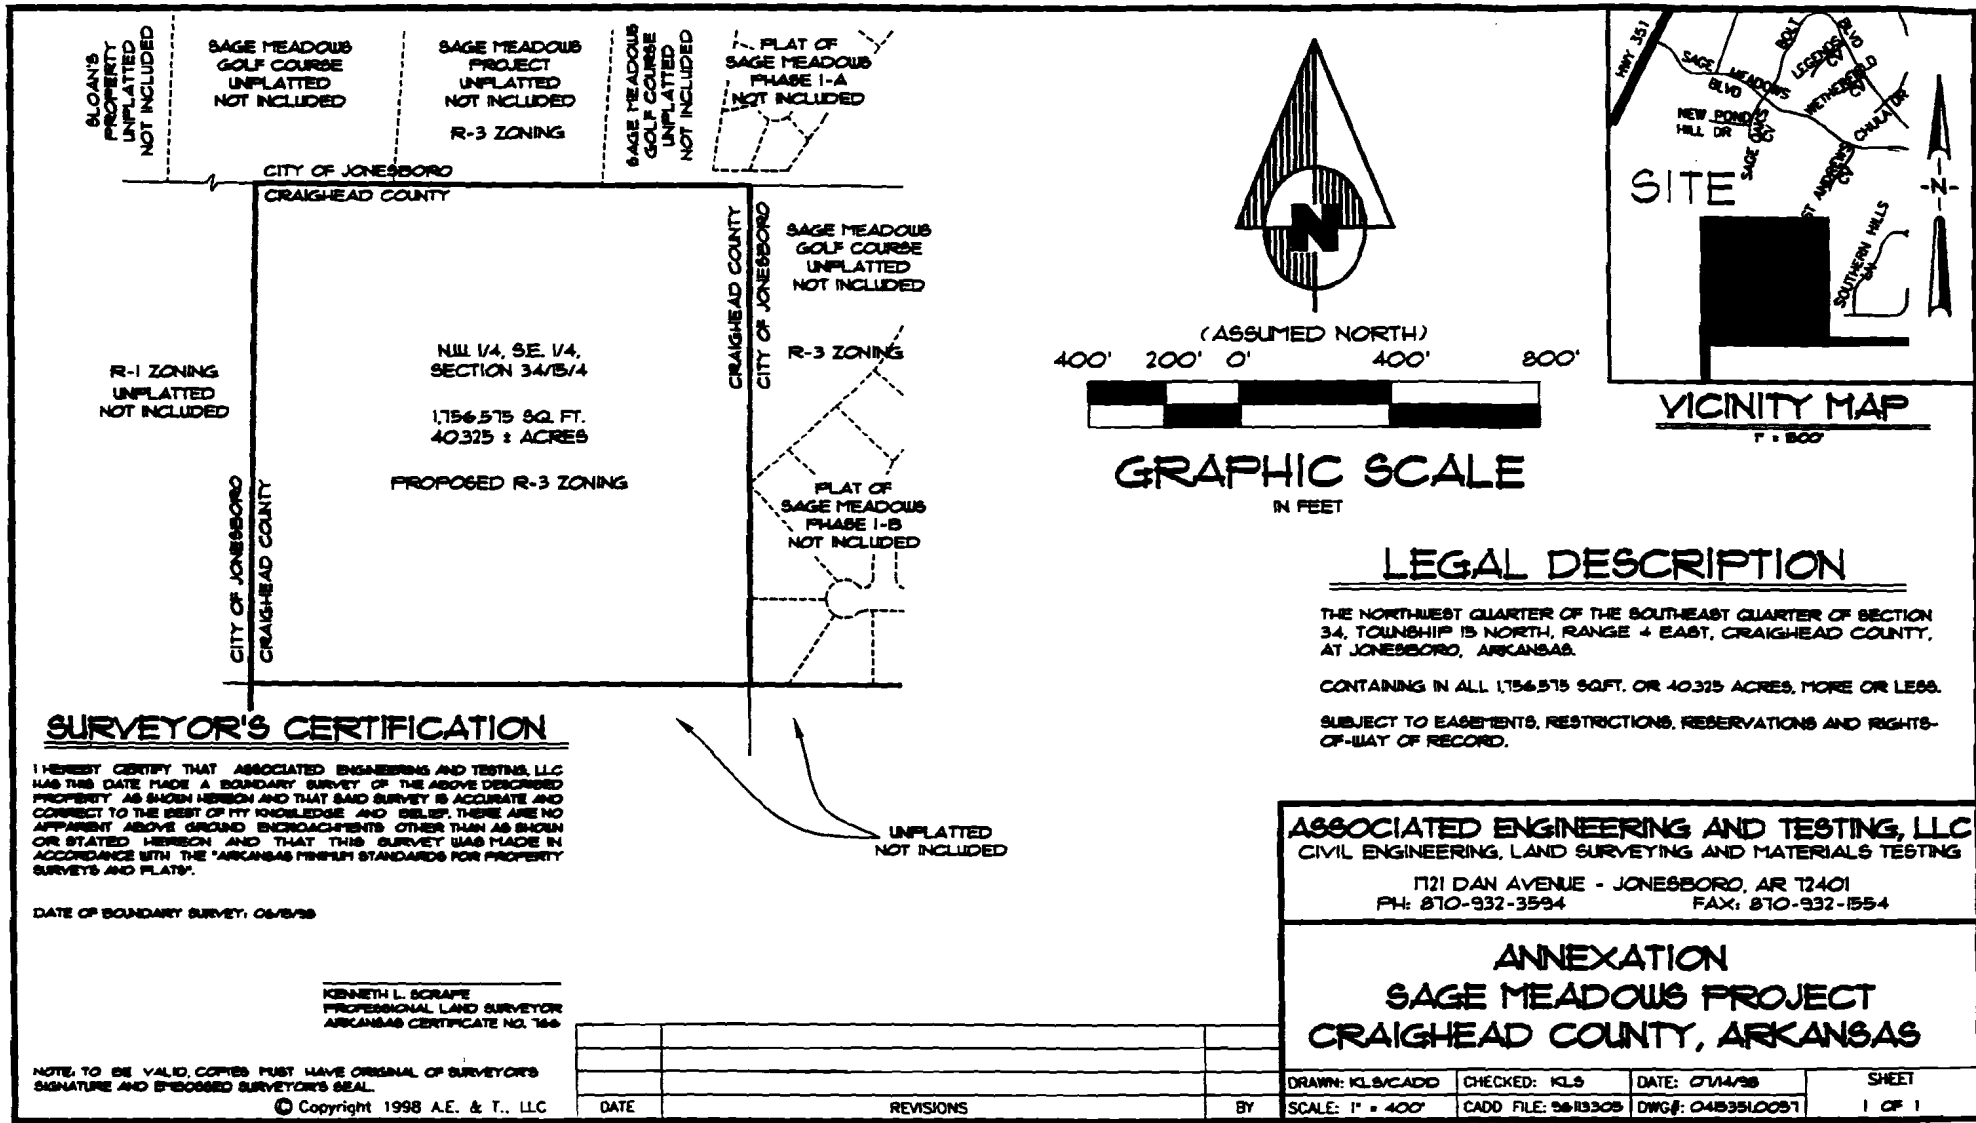 SLOAN'S
PROPERTY
UNPLATTED
NOT INCLUDED
SAGE MEADOWS
GOLF COURSE
UNPLATTED
NOT INCLUDED
SAGE MEADOWS
PROJECT
UNPLATTED
NOT INCLUDED
R-3 ZONING
SAGE MEADOWS
GOLF COURSE
UNPLATTED
NOT INCLUDED
PLAT OF
SAGE MEADOWS
PHASE 1-A
NOT INCLUDED
CITY OF JONESBORO
CRAIGHEAD COUNTY
CRAIGHEAD COUNTY
CITY OF JONESBORO
SAGE MEADOWS
GOLF COURSE
UNPLATTED
NOT INCLUDED
R-3 ZONING
R-1 ZONING
UNPLATTED
NOT INCLUDED
N.W. 1/4, S.E. 1/4,
SECTION 34/15/4
1,756,575 SQ. FT.
40.325 ± ACRES
PROPOSED R-3 ZONING
CITY OF JONESBORO
CRAIGHEAD COUNTY
PLAT OF
SAGE MEADOWS
PHASE 1-B
NOT INCLUDED
UNPLATTED
NOT INCLUDED
N
(ASSUMED NORTH)
400' 200' 0' 400' 800'
GRAPHIC SCALE
IN FEET
HWY 351
SAGE MEADOWS
BLVD
BOLT
BLVD
LEGENDS
CV
WETHERFIELD
CV
CHULA DR
NEW POND
HILL DR
SAGE OAKS
CV
ST ANDREWS
CV
SOUTHERN HILLS
LN
SITE
-N-
VICINITY MAP
1" = 800'
LEGAL DESCRIPTION
THE NORTHWEST QUARTER OF THE SOUTHEAST QUARTER OF SECTION
34, TOWNSHIP 15 NORTH, RANGE 4 EAST, CRAIGHEAD COUNTY,
AT JONESBORO, ARKANSAS.
CONTAINING IN ALL 1,756,575 SQ.FT. OR 40.325 ACRES, MORE OR LESS.
SUBJECT TO EASEMENTS, RESTRICTIONS, RESERVATIONS AND RIGHTS-
OF-WAY OF RECORD.
SURVEYOR'S CERTIFICATION
I HEREBY CERTIFY THAT ASSOCIATED ENGINEERING AND TESTING, LLC
HAS THIS DATE MADE A BOUNDARY SURVEY OF THE ABOVE DESCRIBED
PROPERTY AS SHOWN HEREON AND THAT SAID SURVEY IS ACCURATE AND
CORRECT TO THE BEST OF MY KNOWLEDGE AND BELIEF. THERE ARE NO
APPARENT ABOVE GROUND ENCROACHMENTS OTHER THAN AS SHOWN
OR STATED HEREON AND THAT THIS SURVEY WAS MADE IN
ACCORDANCE WITH THE "ARKANSAS MINIMUM STANDARDS FOR PROPERTY
SURVEYS AND PLATS".
DATE OF BOUNDARY SURVEY:
KENNETH L. SCRAPE
PROFESSIONAL LAND SURVEYOR
ARKANSAS CERTIFICATE NO.
NOTE: TO BE VALID, COPIES MUST HAVE ORIGINAL OF SURVEYOR'S
SIGNATURE AND EMBOSSED SURVEYOR'S SEAL.
© Copyright 1998 A.E. & T., LLC
DATE REVISIONS BY
ASSOCIATED ENGINEERING AND TESTING, LLC
CIVIL ENGINEERING, LAND SURVEYING AND MATERIALS TESTING
1721 DAN AVENUE - JONESBORO, AR 72401
PH: 870-932-3594 FAX: 870-932-1554
ANNEXATION
SAGE MEADOWS PROJECT
CRAIGHEAD COUNTY, ARKANSAS
DRAWN: KLS/CADD CHECKED: KLS DATE: 07/14/98 SHEET
SCALE: 1" = 400' CADD FILE: DWG#: 1 OF 1